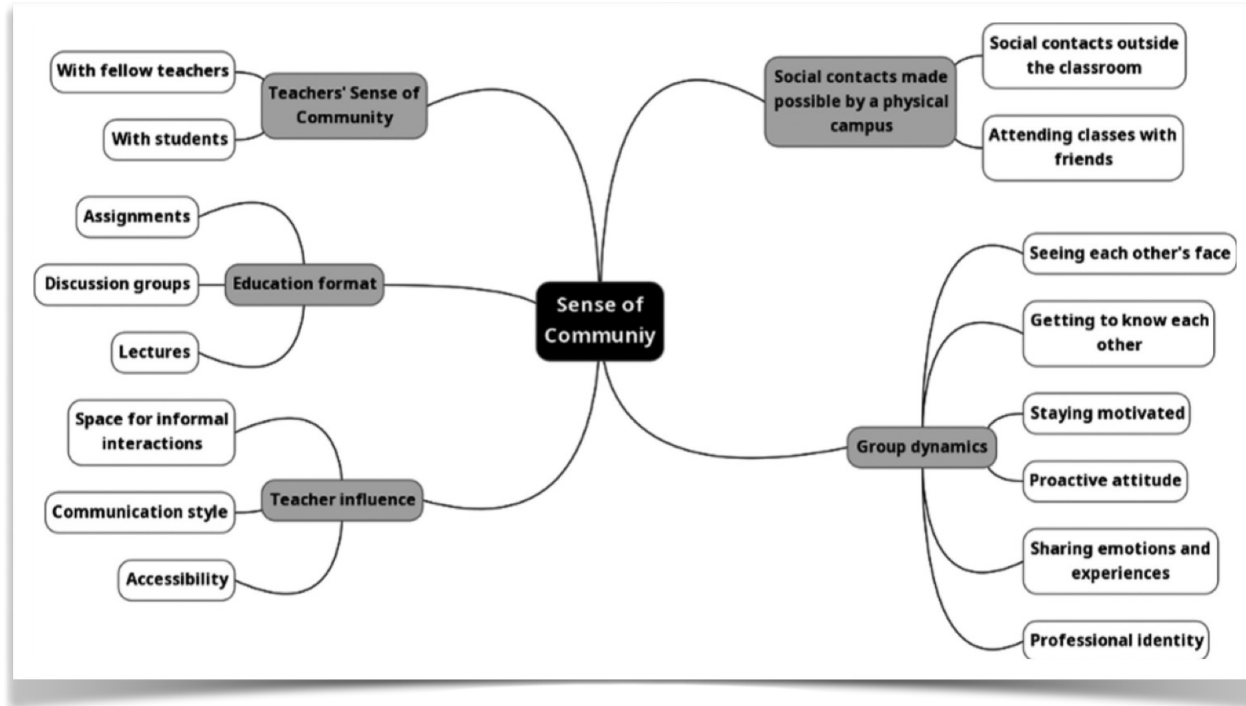 With fellow teachers
With students
Teachers' Sense of
Community
Assignments
Discussion groups
Lectures
Education format
Space for informal
interactions
Communication style
Accessibility
Teacher influence
Sense of
Communiy
Social contacts made
possible by a physical
campus
Social contacts outside
the classroom
Attending classes with
friends
Group dynamics
Seeing each other's face
Getting to know each
other
Staying motivated
Proactive attitude
Sharing emotions and
experiences
Professional identity